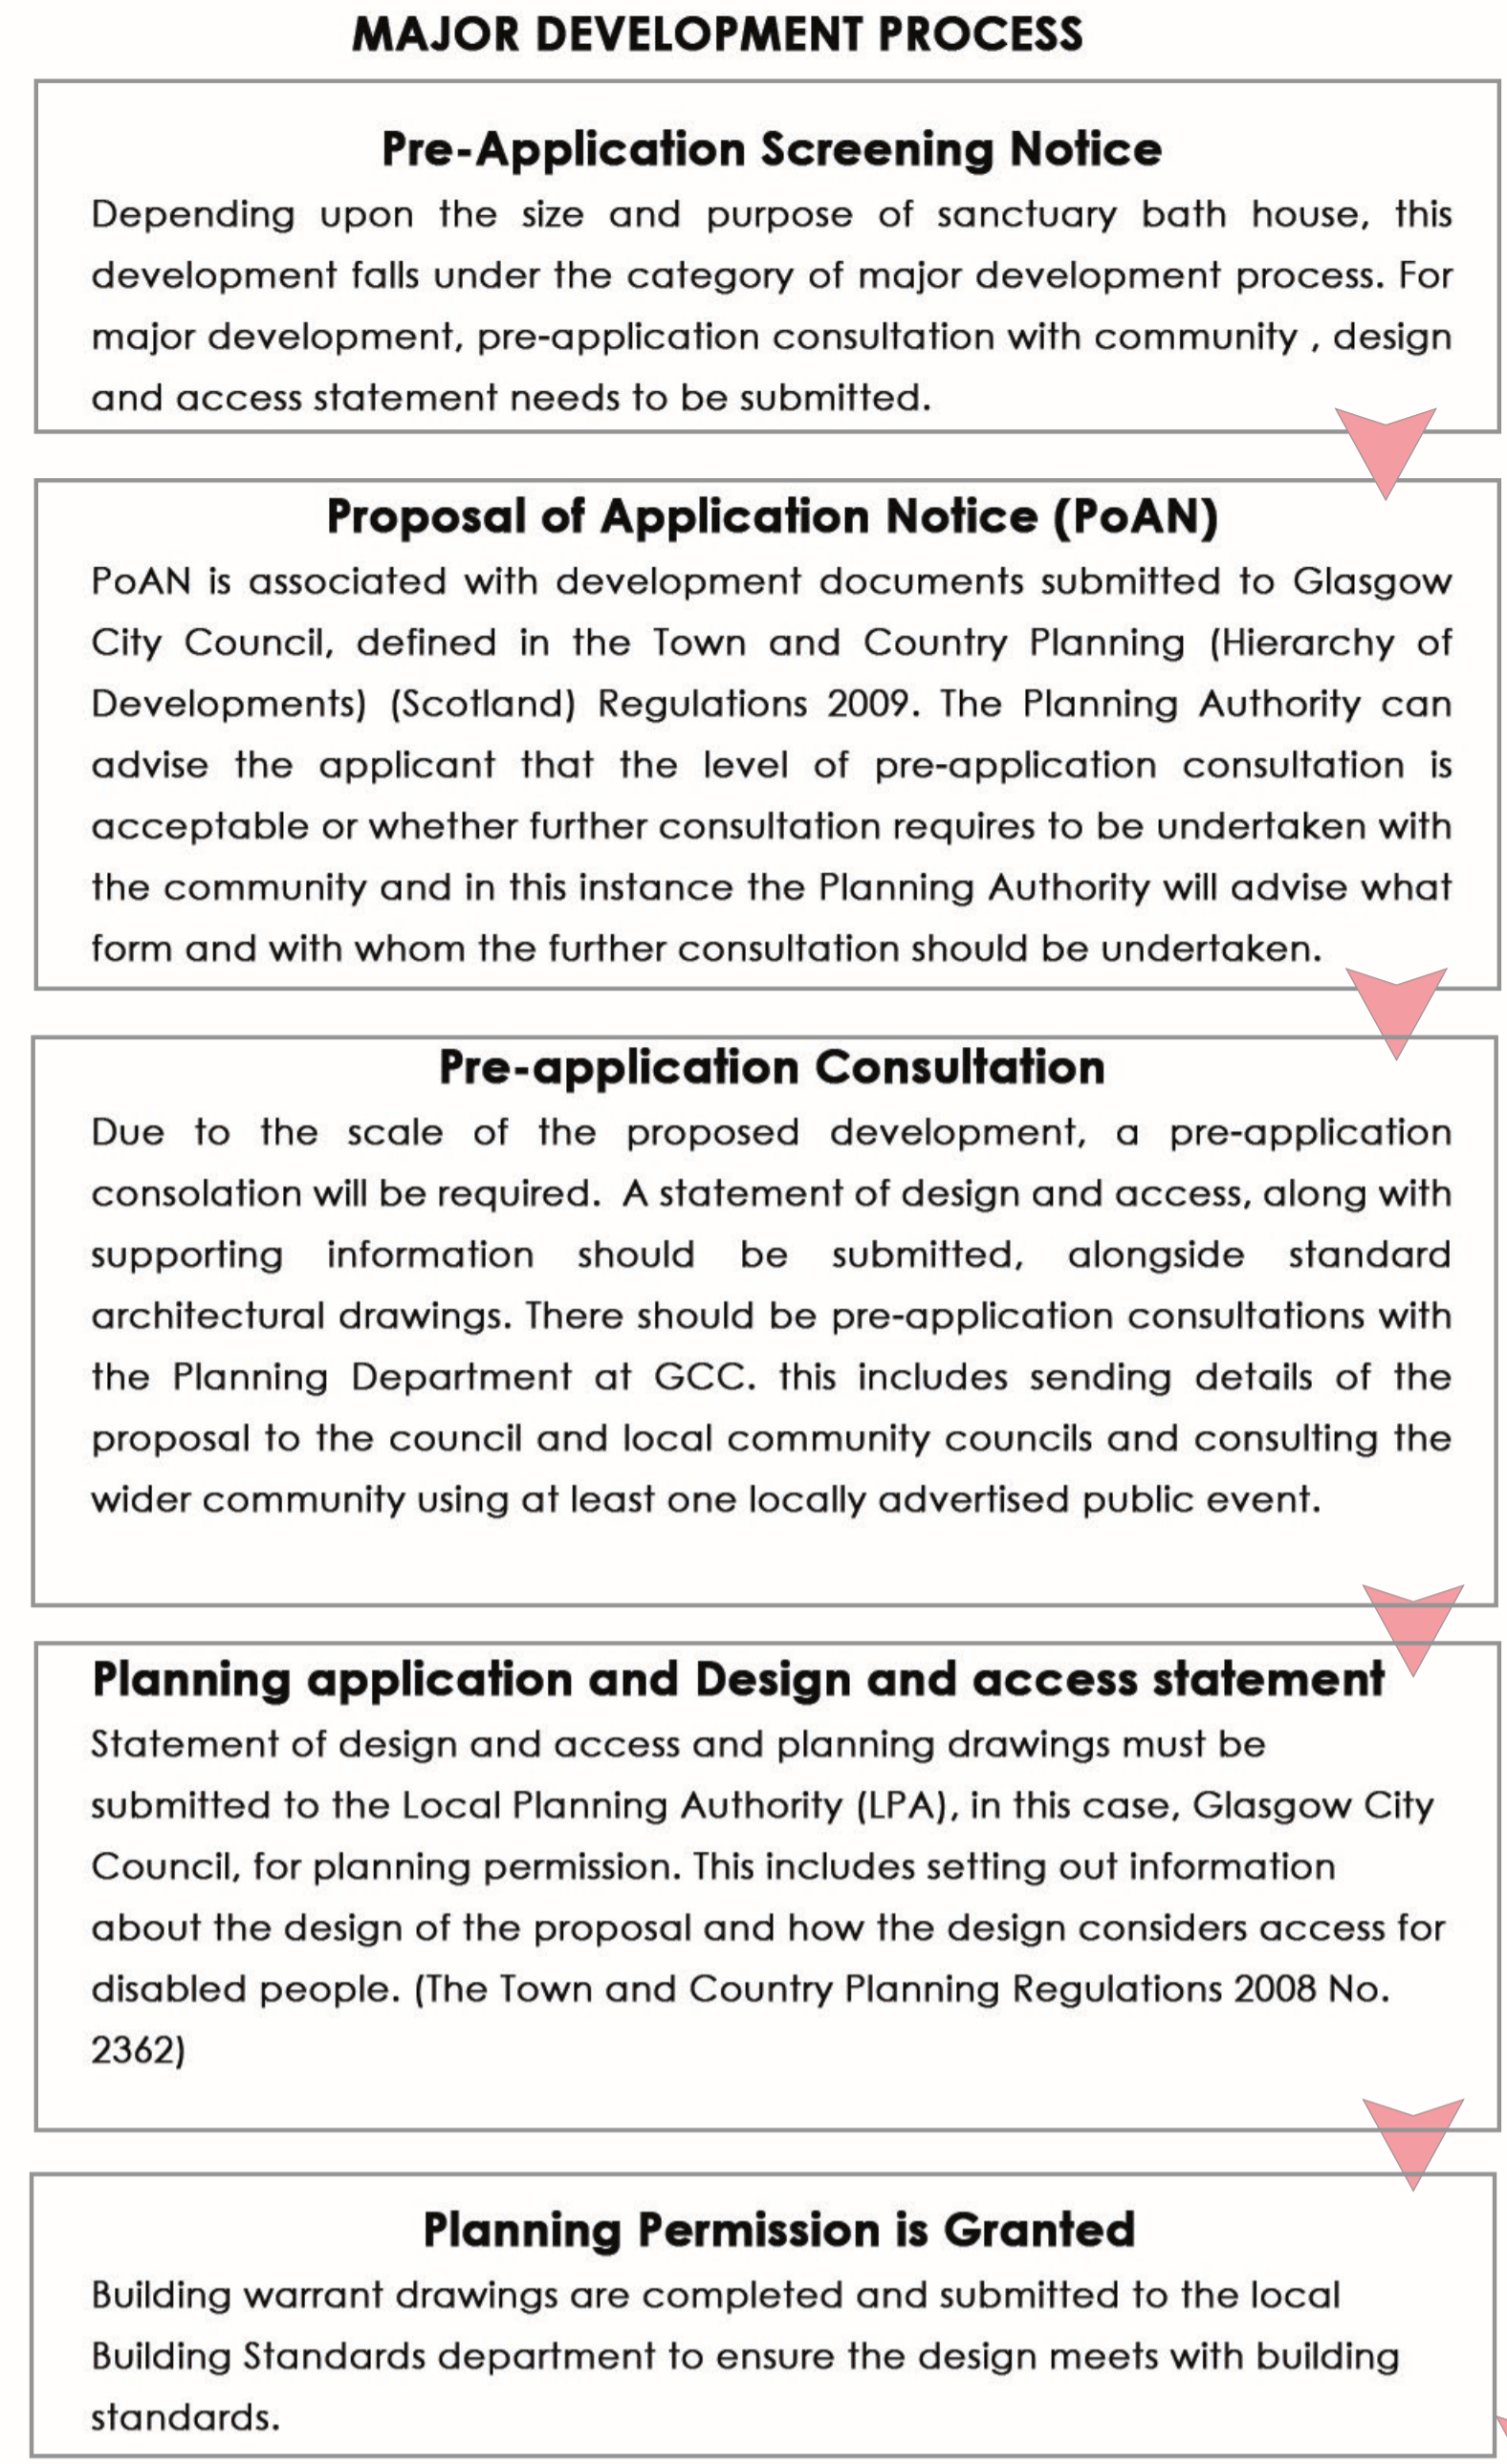 MAJOR DEVELOPMENT PROCESS
Pre-Application Screening Notice
Depending upon the size and purpose of sanctuary bath house, this
development falls under the category of major development process. For
major development, pre-application consultation with community , design
and access statement needs to be submitted.
Proposal of Application Notice (PoAN)
PoAN is associated with development documents submitted to Glasgow
City Council, defined in the Town and Country Planning (Hierarchy of
Developments) (Scotland) Regulations 2009. The Planning Authority can
advise the applicant that the level of pre-application consultation is
acceptable or whether further consultation requires to be undertaken with
the community and in this instance the Planning Authority will advise what
form and with whom the further consultation should be undertaken.
Pre-application Consultation
Due to the scale of the proposed development, a pre-application
consolation will be required. A statement of design and access, along with
supporting information should be submitted, alongside standard
architectural drawings. There should be pre-application consultations with
the Planning Department at GCC. this includes sending details of the
proposal to the council and local community councils and consulting the
wider community using at least one locally advertised public event.
Planning application and Design and access statement
Statement of design and access and planning drawings must be
submitted to the Local Planning Authority (LPA), in this case, Glasgow City
Council, for planning permission. This includes setting out information
about the design of the proposal and how the design considers access for
disabled people. (The Town and Country Planning Regulations 2008 No.
2362)
Planning Permission is Granted
Building warrant drawings are completed and submitted to the local
Building Standards department to ensure the design meets with building
standards.